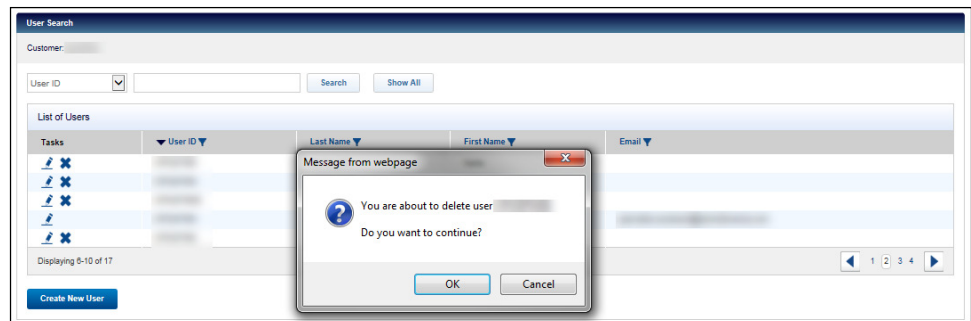 User Search
Customer:
User ID Search Show All
List of Users
Tasks User ID Last Name First Name Email
Message from webpage
You are about to delete user
Do you want to continue?
OK Cancel
Displaying 6-10 of 17 1 2 3 4
Create New User